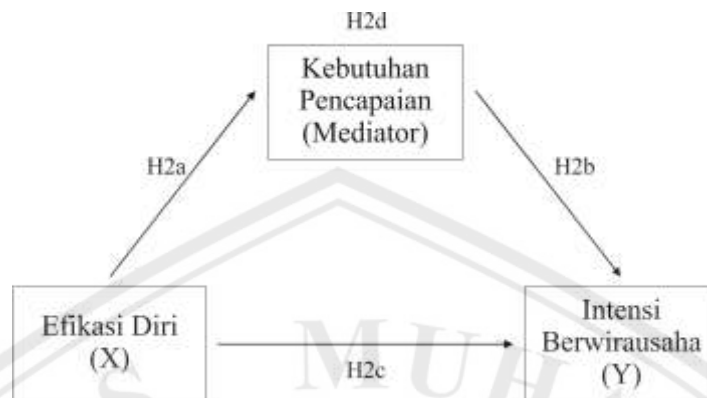 H2d
Kebutuhan
Pencapaian
(Mediator)
H2a
H2b
Efikasi Diri
(X)
Intensi
Berwirausaha
(Y)
H2c